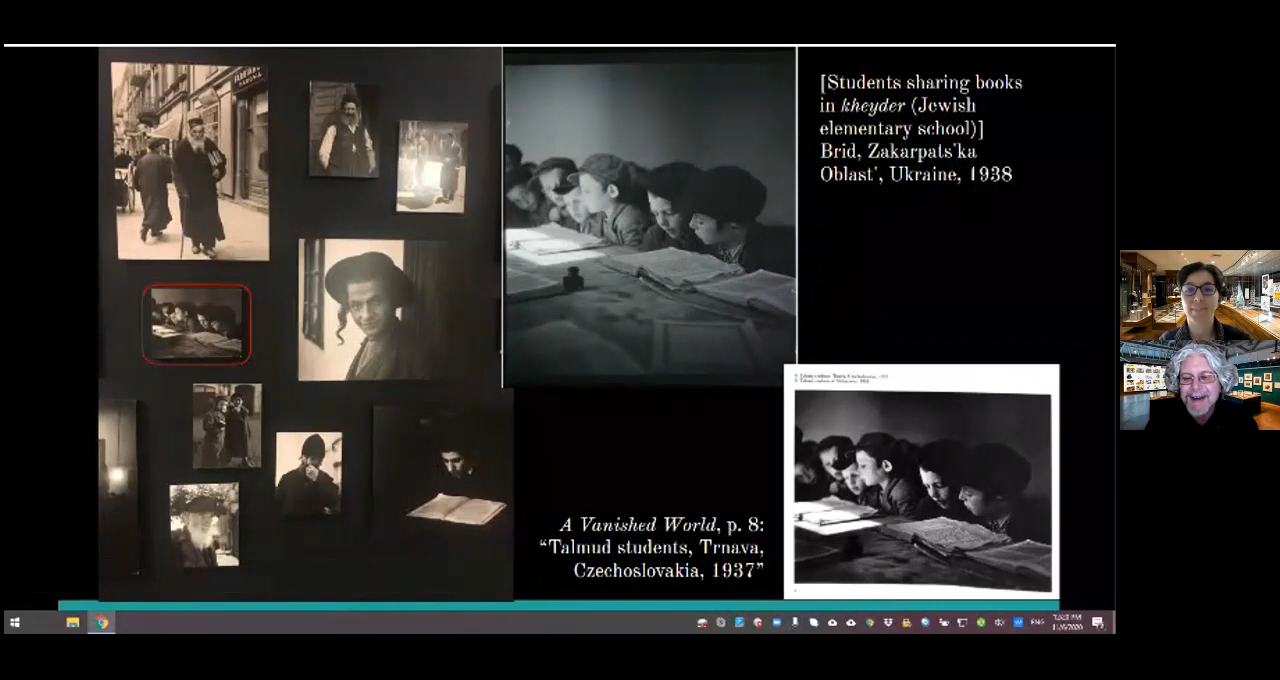 [Students sharing books
in kheyder (Jewish
elementary school)]
Brid, Zakarpats'ka
Oblast', Ukraine, 1938
A Vanished World, p. 8:
“Talmud students, Trnava,
Czechoslovakia, 1937”
ENG